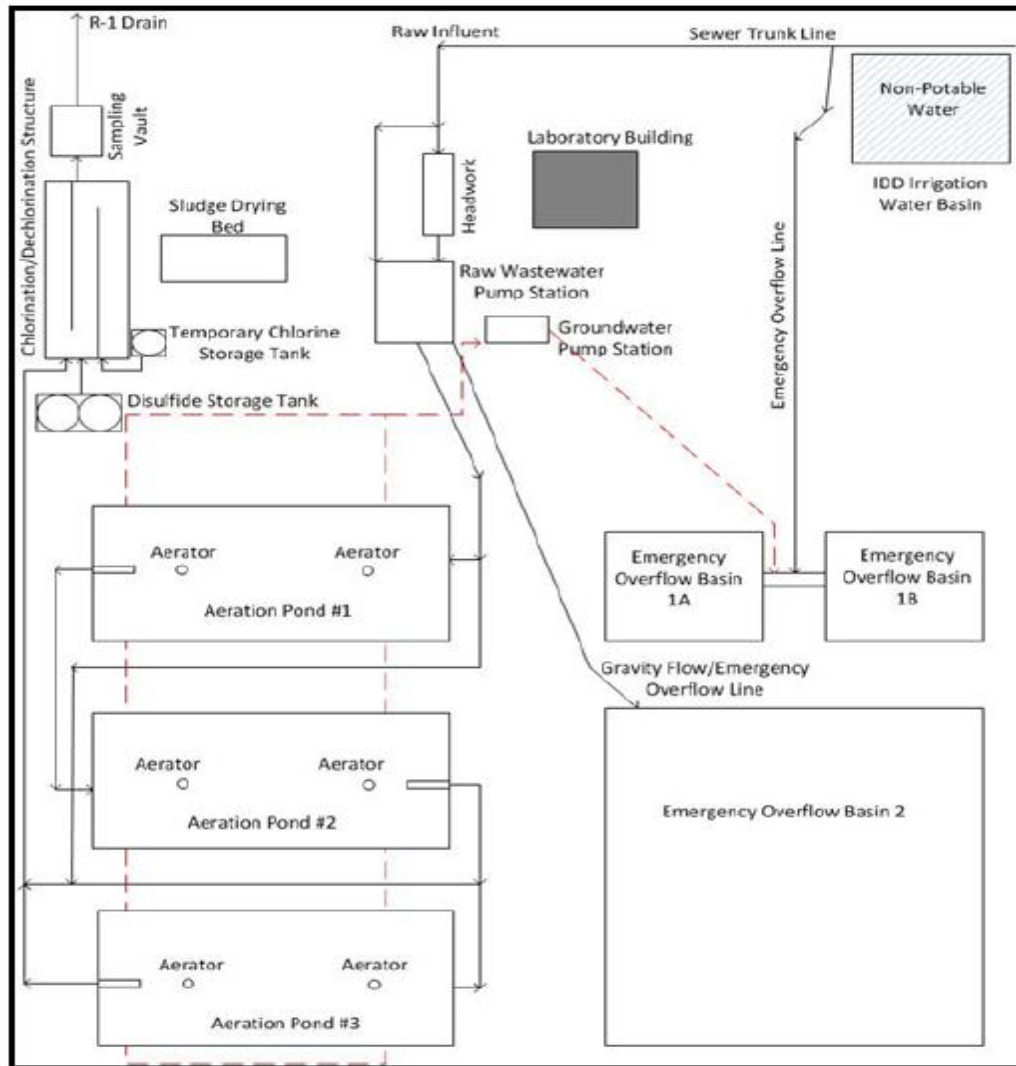 R-1 Drain
Raw Influent
Sewer Trunk Line
Chlorination/Dechlorination Structure
Sampling
Vault
Non-Potable
Water
Laboratory Building
IDD Irrigation
Water Basin
Headwork
Sludge Drying
Bed
Emergency Overflow Line
Raw Wastewater
Pump Station
Temporary Chlorine
Storage Tank
Groundwater
Pump Station
Disulfide Storage Tank
Aerator
Aerator
Aeration Pond #1
Emergency
Overflow Basin
1A
Emergency
Overflow Basin
1B
Gravity Flow/Emergency
Overflow Line
Aerator
Aerator
Aeration Pond #2
Emergency Overflow Basin 2
Aerator
Aerator
Aeration Pond #3